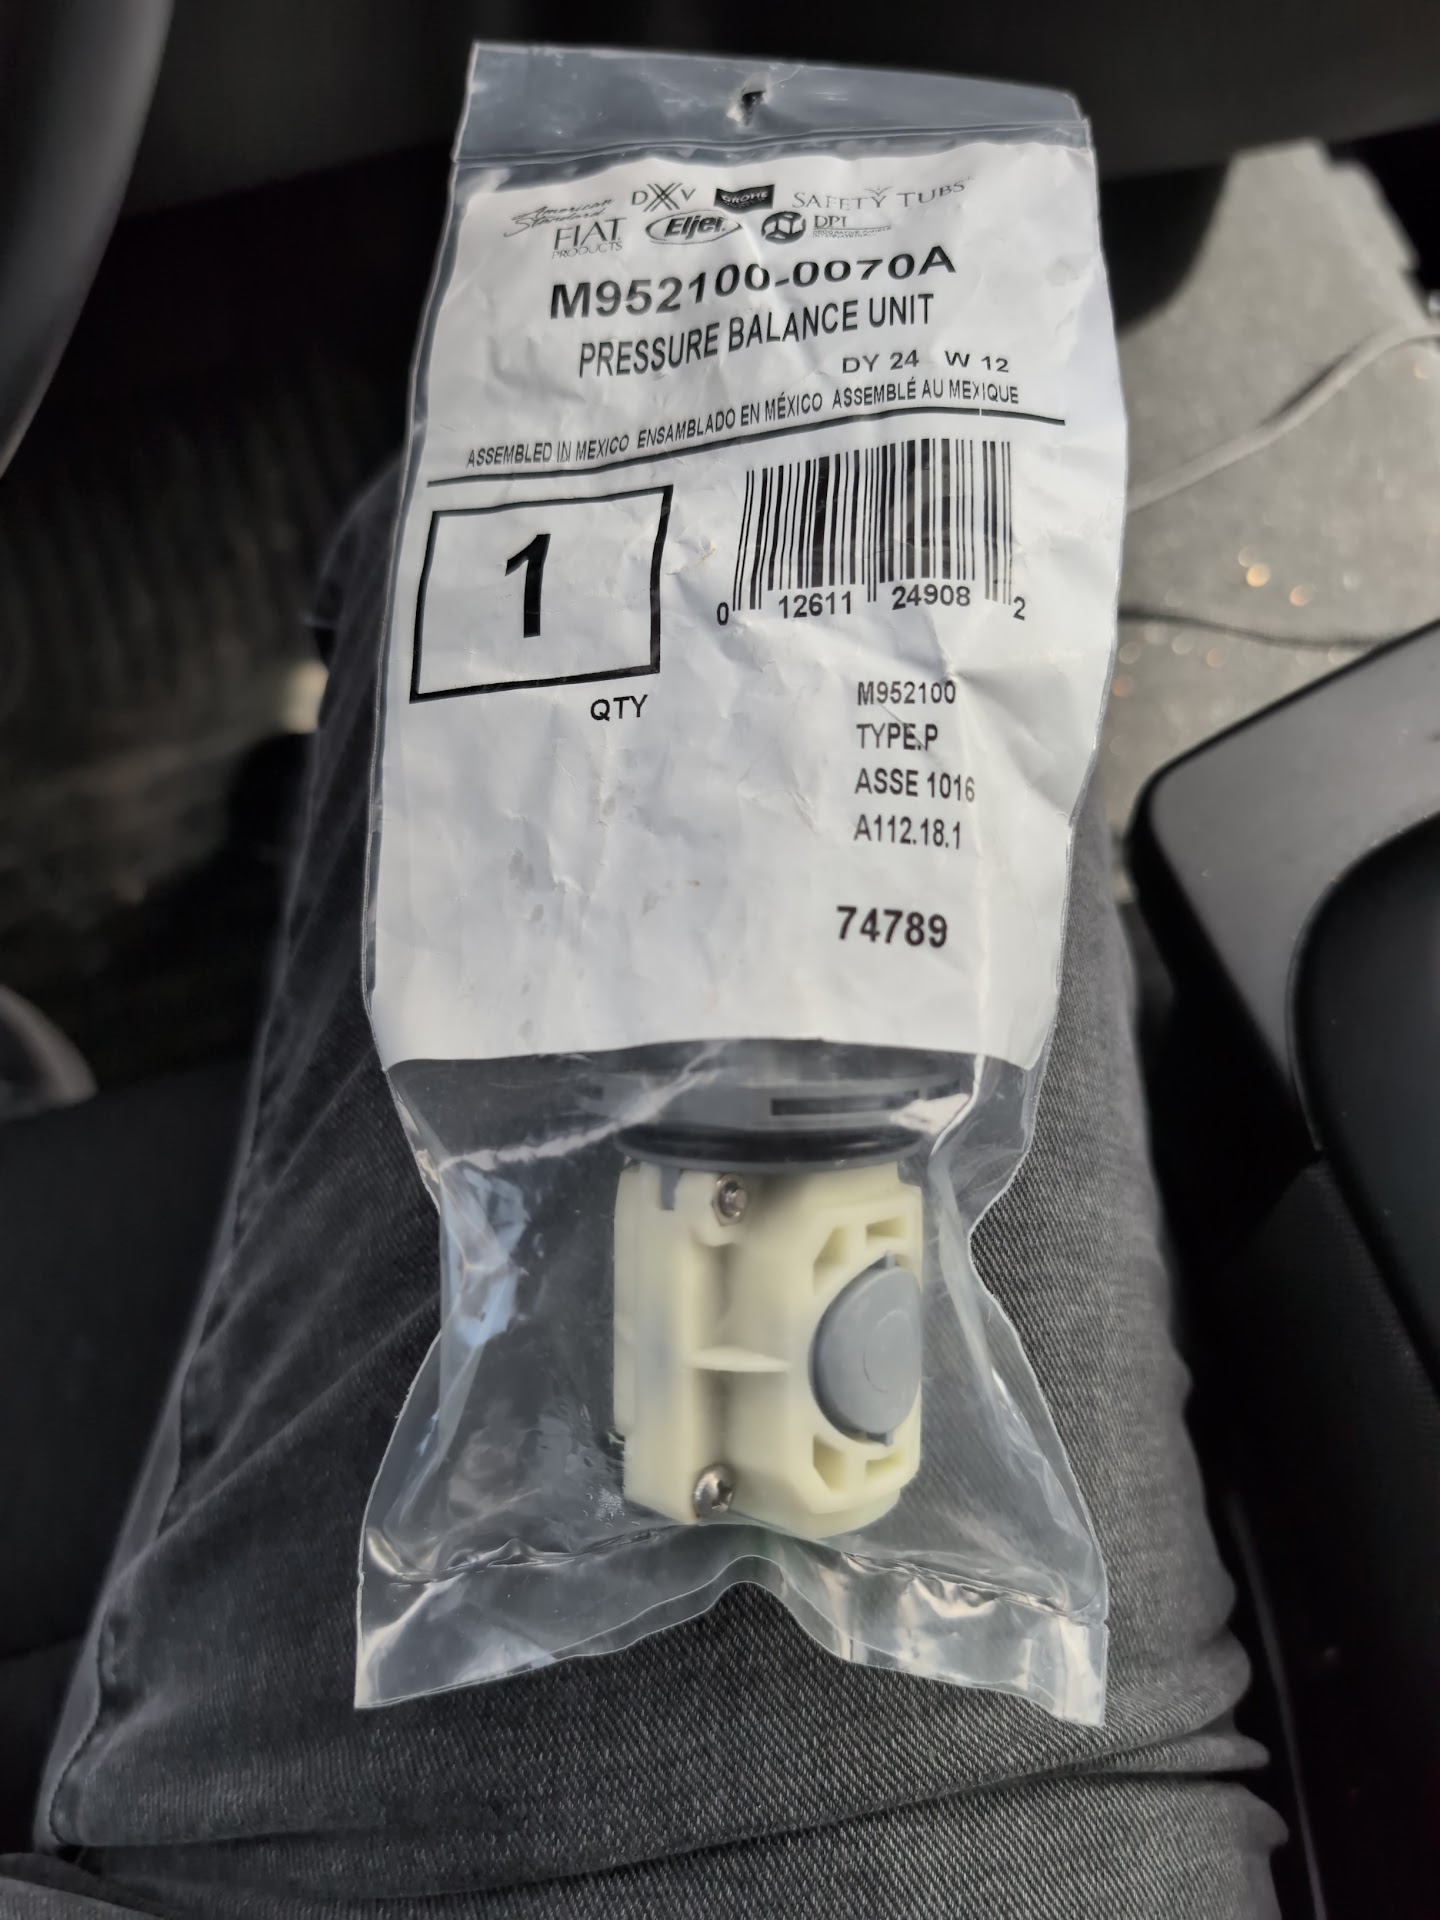 American Standard DXV GROHE SAFETY TUBS
FIAT PRODUCTS Eljer DPI
M952100-0070A
PRESSURE BALANCE UNIT
DY 24 W 12
ASSEMBLED IN MEXICO ENSAMBLADO EN MÉXICO ASSEMBLÉ AU MEXIQUE
1
QTY
0 12611 24908 2
M952100
TYPE.P
ASSE 1016
A112.18.1
74789